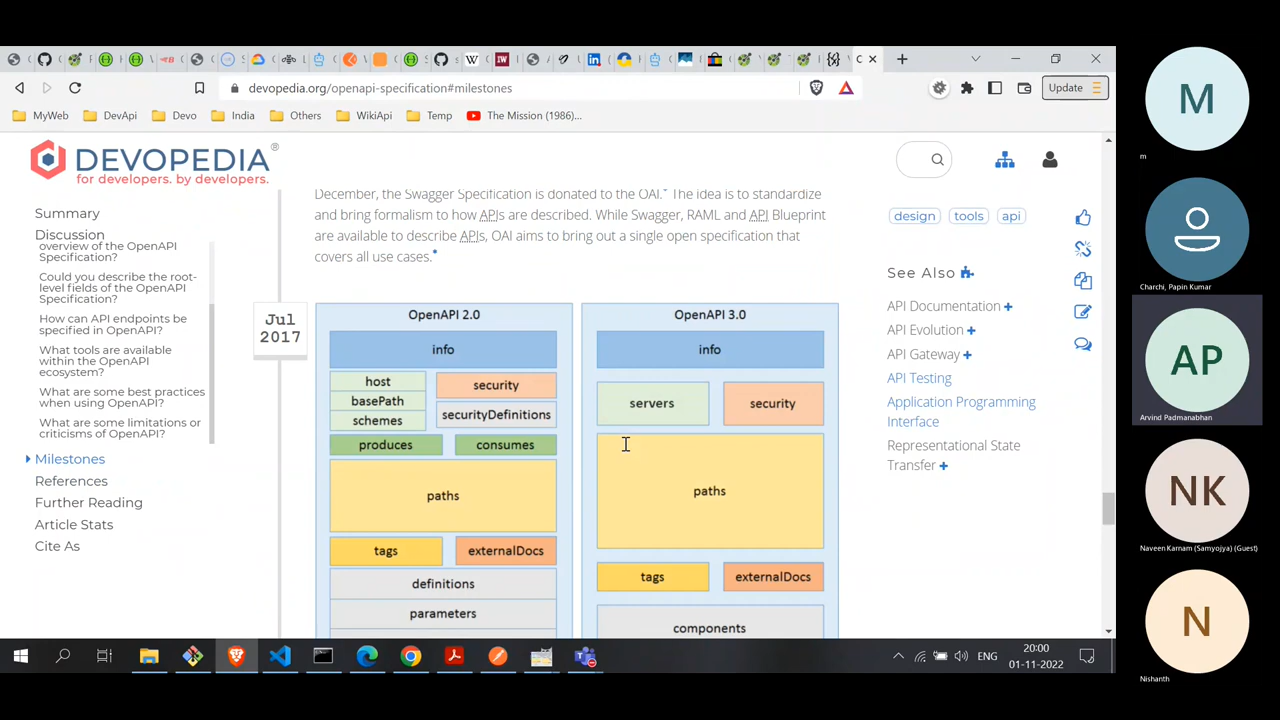 devopedia.org/openapi-specification#milestones
Update
MyWeb
DevApi
Devo
India
Others
WikiApi
Temp
The Mission (1986)...
DEVOPEDIA®
for developers. by developers.
Summary
Discussion
overview of the OpenAPI
Specification?
Could you describe the root-
level fields of the OpenAPI
Specification?
How can API endpoints be
specified in OpenAPI?
What tools are available
within the OpenAPI
ecosystem?
What are some best practices
when using OpenAPI?
What are some limitations or
criticisms of OpenAPI?
Milestones
References
Further Reading
Article Stats
Cite As
December, the Swagger Specification is donated to the OAI.* The idea is to standardize
and bring formalism to how APIs are described. While Swagger, RAML and API Blueprint
are available to describe APIs, OAI aims to bring out a single open specification that
covers all use cases.*
Jul
2017
OpenAPI 2.0
info
host
basePath
schemes
security
securityDefinitions
produces
consumes
paths
tags
externalDocs
definitions
parameters
OpenAPI 3.0
info
servers
security
paths
tags
externalDocs
components
design
tools
api
See Also
API Documentation +
API Evolution +
API Gateway +
API Testing
Application Programming
Interface
Representational State
Transfer +
ENG
20:00
01-11-2022
M
m
Charchi, Papin Kumar
AP
Arvind Padmanabhan
NK
Naveen Karnam (Samyojya) (Guest)
N
Nishanth